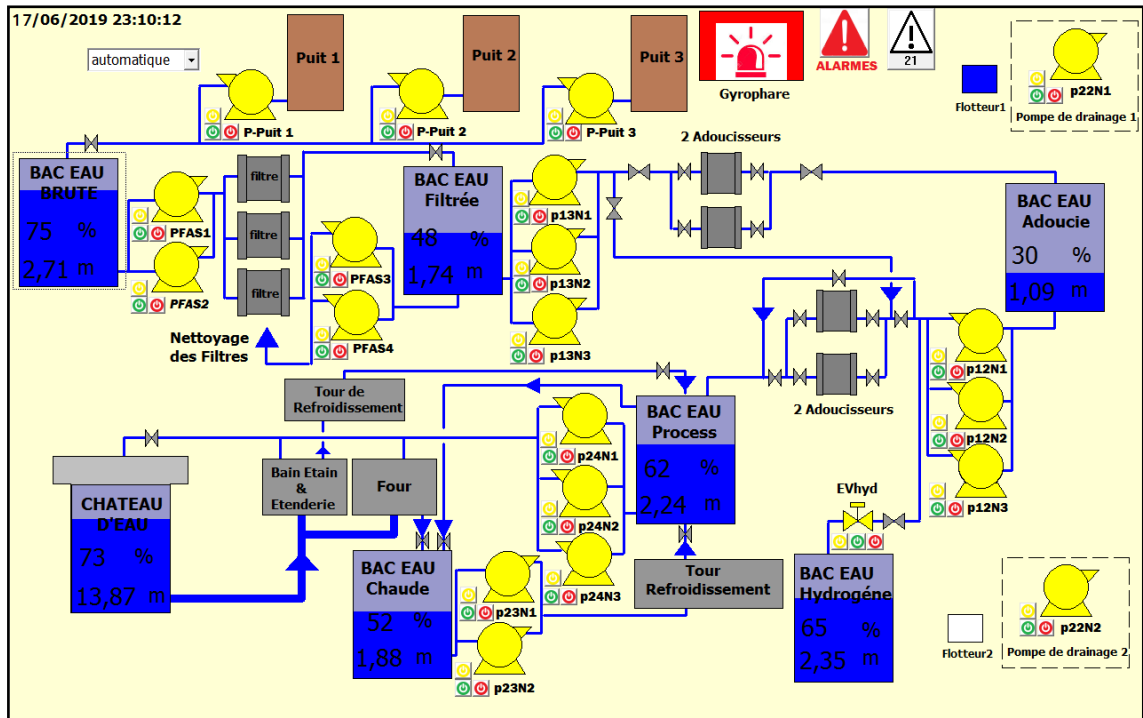 17/06/2019 23:10:12
automatique
Puit 1
Puit 2
Puit 3
Gyrophare
ALARMES
21
Flotteur1
p22N1
Pompe de drainage 1
P-Puit 1
P-Puit 2
P-Puit 3
2 Adoucisseurs
BAC EAU
BRUTE
75 %
2,71 m
PFAS1
PFAS2
filtre
filtre
filtre
BAC EAU
Filtrée
48 %
1,74 m
PFAS3
PFAS4
p13N1
p13N2
p13N3
BAC EAU
Adoucie
30 %
1,09 m
Nettoyage
des Filtres
2 Adoucisseurs
p12N1
p12N2
p12N3
Tour de
Refroidissement
BAC EAU
Process
62 %
2,24 m
p24N1
p24N2
p24N3
Bain Etain
&
Etenderie
Four
CHATEAU
D'EAU
73 %
13,87 m
EVhyd
BAC EAU
Chaude
52 %
1,88 m
p23N1
p23N2
Tour
Refroidissement
BAC EAU
Hydrogéne
65 %
2,35 m
Flotteur2
p22N2
Pompe de drainage 2